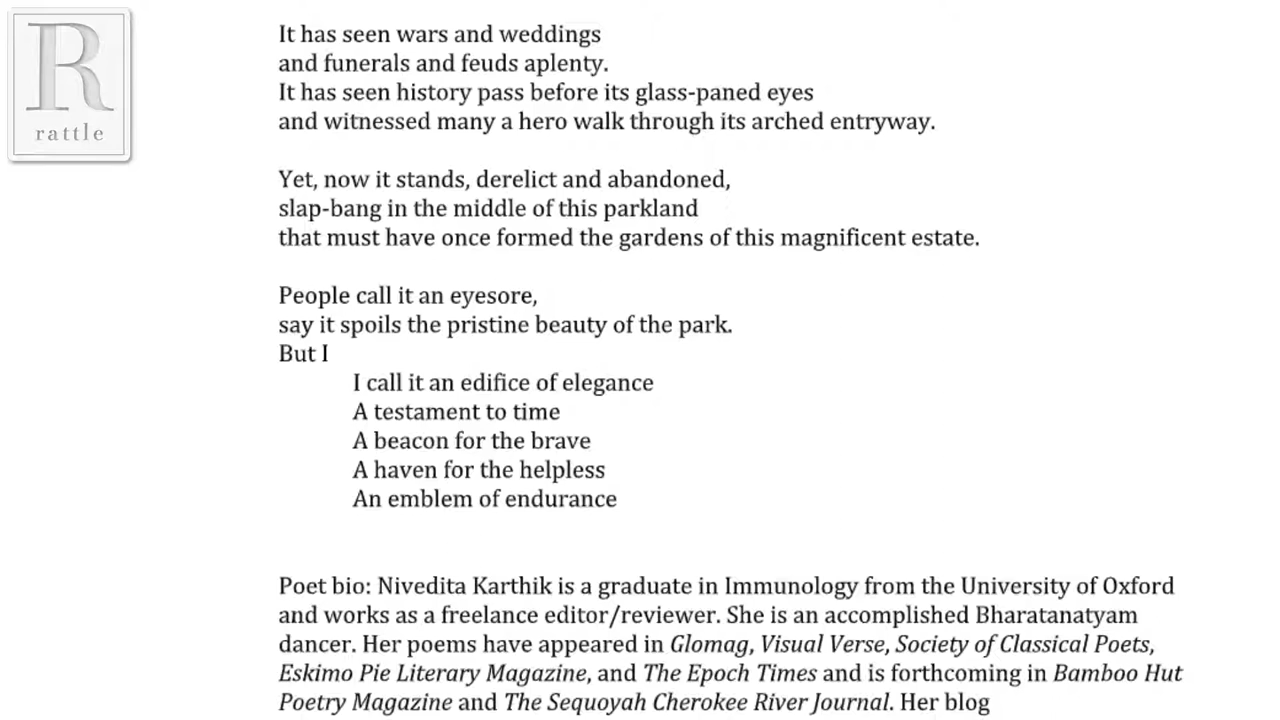 R
rattle
It has seen wars and weddings
and funerals and feuds aplenty.
It has seen history pass before its glass-paned eyes
and witnessed many a hero walk through its arched entryway.
Yet, now it stands, derelict and abandoned,
slap-bang in the middle of this parkland
that must have once formed the gardens of this magnificent estate.
People call it an eyesore,
say it spoils the pristine beauty of the park.
But I
I call it an edifice of elegance
A testament to time
A beacon for the brave
A haven for the helpless
An emblem of endurance
Poet bio: Nivedita Karthik is a graduate in Immunology from the University of Oxford
and works as a freelance editor/reviewer. She is an accomplished Bharatanatyam
dancer. Her poems have appeared in Glomag, Visual Verse, Society of Classical Poets,
Eskimo Pie Literary Magazine, and The Epoch Times and is forthcoming in Bamboo Hut
Poetry Magazine and The Sequoyah Cherokee River Journal. Her blog